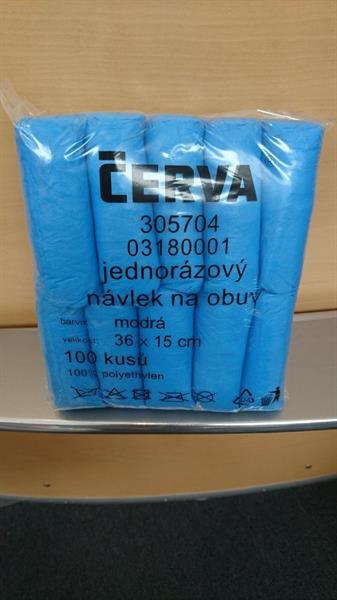 ČERVA
305704
03180001
jednorázový
návlek na obuv
barva: modrá
velikost: 36 x 15 cm
100 kusů
100% polyethylen